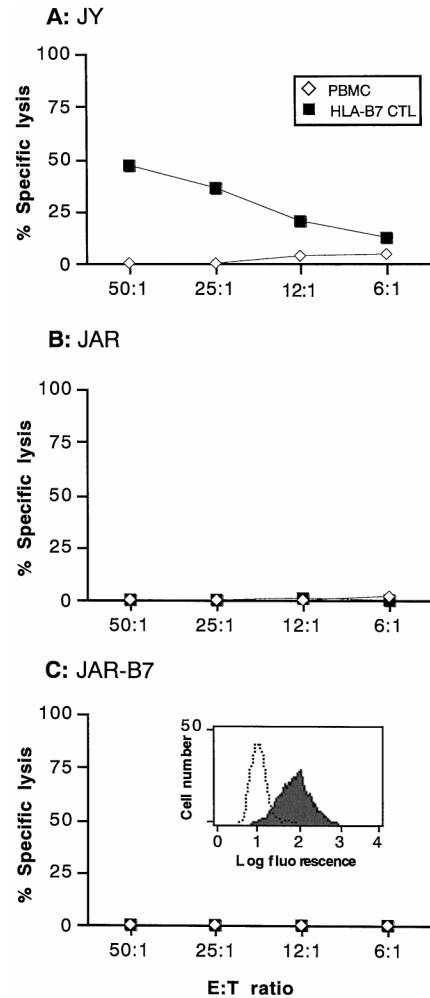 A: JY
100
75
50
25
0
% Specific lysis
PBMC
HLA-B7 CTL
50:1 25:1 12:1 6:1
B: JAR
100
75
50
25
0
% Specific lysis
50:1 25:1 12:1 6:1
C: JAR-B7
100
75
50
25
0
% Specific lysis
50
Cell number
0 1 2 3 4
Log fluo rescence
50:1 25:1 12:1 6:1
E:T ratio